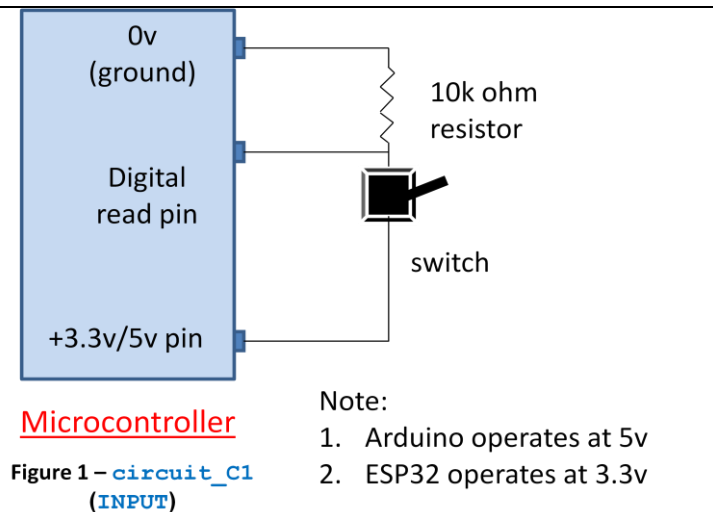 0v
(ground)
10k ohm
resistor
Digital
read pin
switch
+3.3v/5v pin
Microcontroller
Figure 1 – circuit_C1
(INPUT)
Note:
1. Arduino operates at 5v
2. ESP32 operates at 3.3v